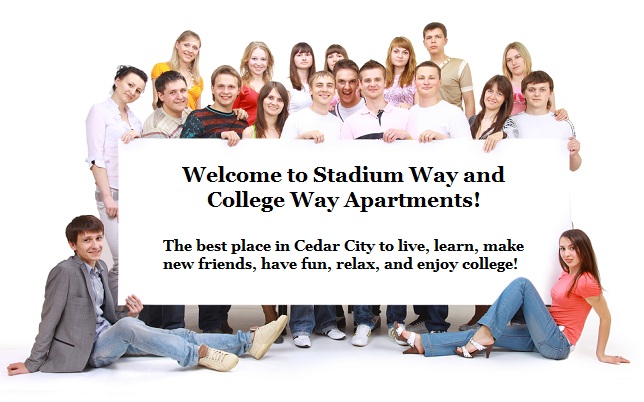 Welcome to Stadium Way and
College Way Apartments!
The best place in Cedar City to live, learn, make
new friends, have fun, relax, and enjoy college!